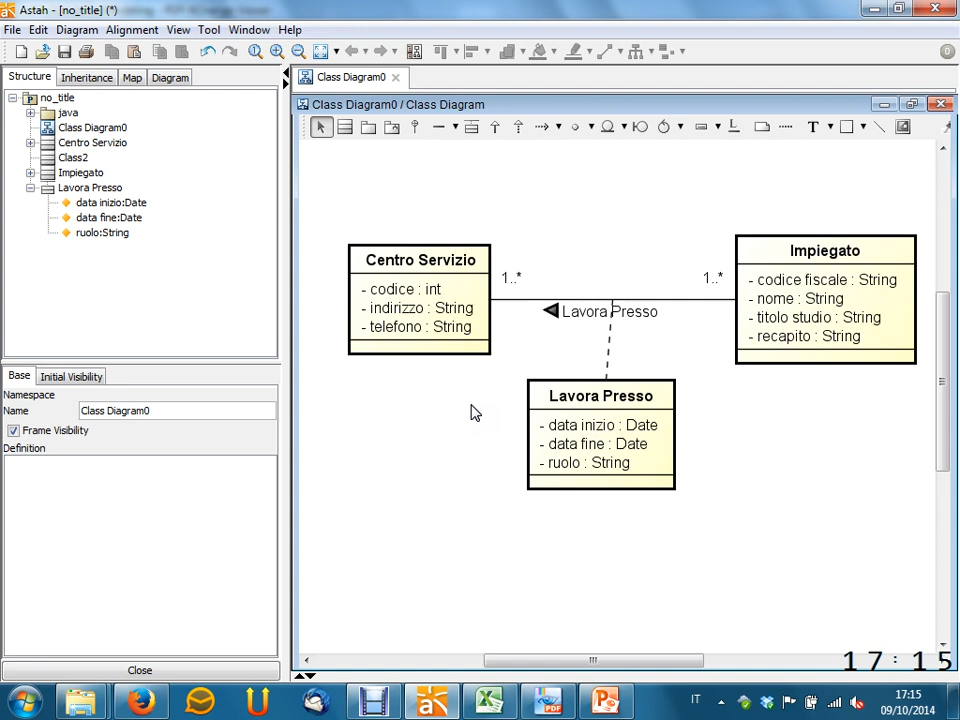 Astah - [no_title] (*)
File Edit Diagram Alignment View Tool Window Help
0
Structure Inheritance Map Diagram
no_title
java
Class Diagram0
Centro Servizio
Class2
Impiegato
Lavora Presso
data inizio:Date
data fine:Date
ruolo:String
Base Initial Visibility
Namespace
Name Class Diagram0
Frame Visibility
Definition
Close
Class Diagram0
Class Diagram0 / Class Diagram
T
Centro Servizio
- codice : int
- indirizzo : String
- telefono : String
1..*
1..*
Lavora Presso
Impiegato
- codice fiscale : String
- nome : String
- titolo studio : String
- recapito : String
Lavora Presso
- data inizio : Date
- data fine : Date
- ruolo : String
17:15
IT
17:15
09/10/2014